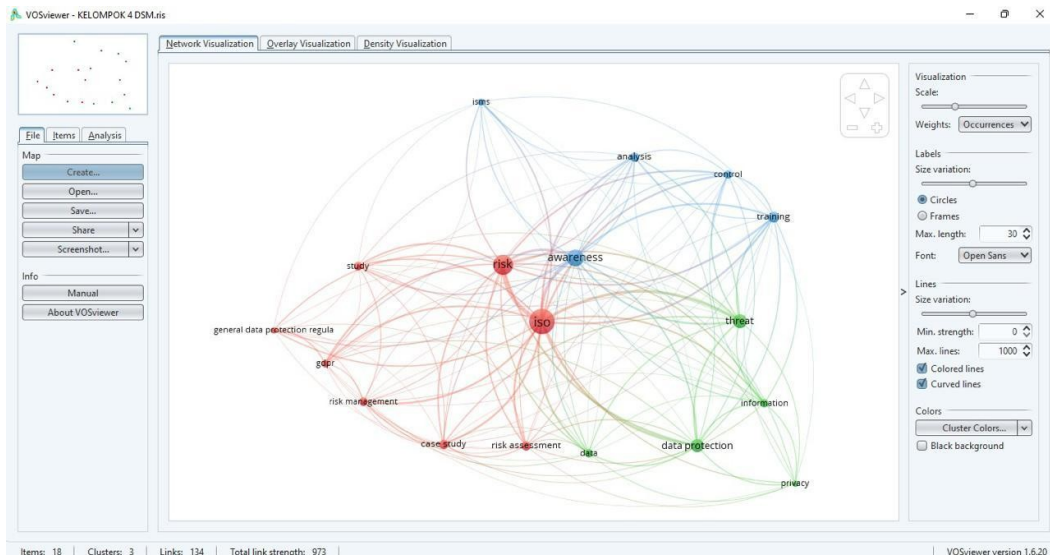 VOSviewer - KELOMPOK 4 DSM.ris
Network Visualization Overlay Visualization Density Visualization
File Items Analysis
Map
Create...
Open...
Save...
Share
Screenshot...
Info
Manual
About VOSviewer
isms
analysis
control
training
awareness
risk
study
iso
threat
general data protection regula
gdpr
risk management
information
case study
risk assessment
data
data protection
privacy
>
Visualization
Scale:
Weights: Occurrences
Labels
Size variation:
Circles
Frames
Max. length: 30
Font: Open Sans
Lines
Size variation:
Min. strength: 0
Max. lines: 1000
Colored lines
Curved lines
Colors
Cluster Colors...
Black background
Items: 18 | Clusters: 3 | Links: 134 | Total link strength: 973 | VOSviewer version 1.6.20